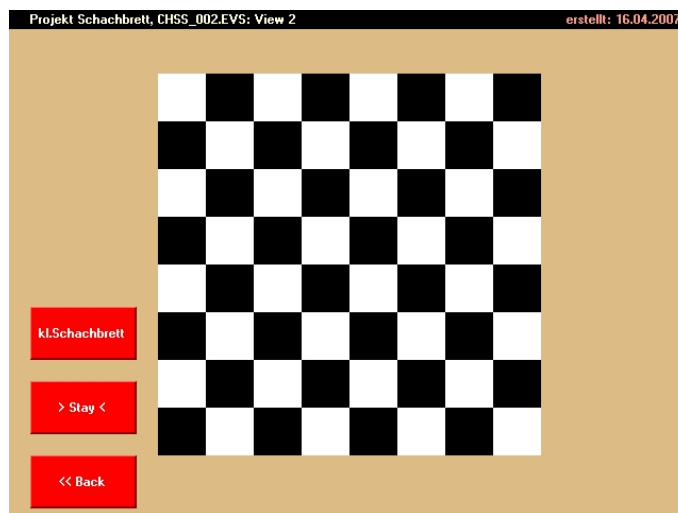 Projekt Schachbrett, CHSS_002.EVS: View 2
erstellt: 16.04.2007
kl.Schachbrett
> Stay <
<< Back